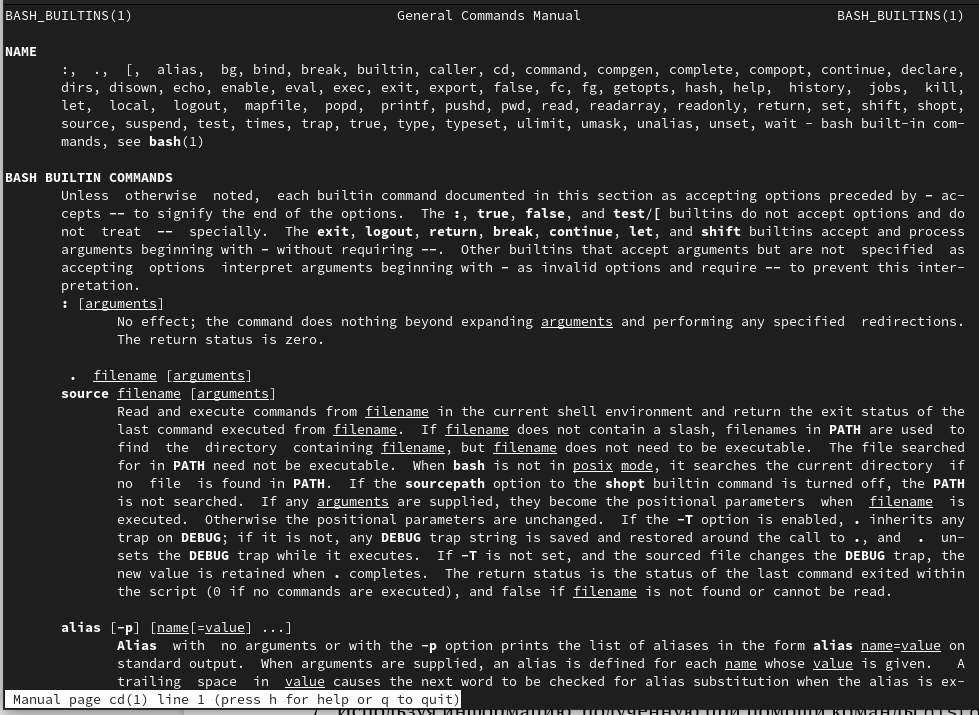 BASH_BUILTINS(1) General Commands Manual BASH_BUILTINS(1)
NAME
:, ., [, alias, bg, bind, break, builtin, caller, cd, command, compgen, complete, compopt, continue, declare,
dirs, disown, echo, enable, eval, exec, exit, export, false, fc, fg, getopts, hash, help, history, jobs, kill,
let, local, logout, mapfile, popd, printf, pushd, pwd, read, readarray, readonly, return, set, shift, shopt,
source, suspend, test, times, trap, true, type, typeset, ulimit, umask, unalias, unset, wait - bash built-in com-
mands, see bash(1)
BASH BUILTIN COMMANDS
Unless otherwise noted, each builtin command documented in this section as accepting options preceded by - ac-
cepts -- to signify the end of the options. The :, true, false, and test/[ builtins do not accept options and do
not treat -- specially. The exit, logout, return, break, continue, let, and shift builtins accept and process
arguments beginning with - without requiring --. Other builtins that accept arguments but are not specified as
accepting options interpret arguments beginning with - as invalid options and require -- to prevent this inter-
pretation.
: [arguments]
No effect; the command does nothing beyond expanding arguments and performing any specified redirections.
The return status is zero.
. filename [arguments]
source filename [arguments]
Read and execute commands from filename in the current shell environment and return the exit status of the
last command executed from filename. If filename does not contain a slash, filenames in PATH are used to
find the directory containing filename, but filename does not need to be executable. The file searched
for in PATH need not be executable. When bash is not in posix mode, it searches the current directory if
no file is found in PATH. If the sourcepath option to the shopt builtin command is turned off, the PATH
is not searched. If any arguments are supplied, they become the positional parameters when filename is
executed. Otherwise the positional parameters are unchanged. If the -T option is enabled, . inherits any
trap on DEBUG; if it is not, any DEBUG trap string is saved and restored around the call to ., and . un-
sets the DEBUG trap while it executes. If -T is not set, and the sourced file changes the DEBUG trap, the
new value is retained when . completes. The return status is the status of the last command exited within
the script (0 if no commands are executed), and false if filename is not found or cannot be read.
alias [-p] [name[=value] ...]
Alias with no arguments or with the -p option prints the list of aliases in the form alias name=value on
standard output. When arguments are supplied, an alias is defined for each name whose value is given. A
trailing space in value causes the next word to be checked for alias substitution when the alias is ex-
Manual page cd(1) line 1 (press h for help or q to quit)
Используя информацию, полученную при помощи команды